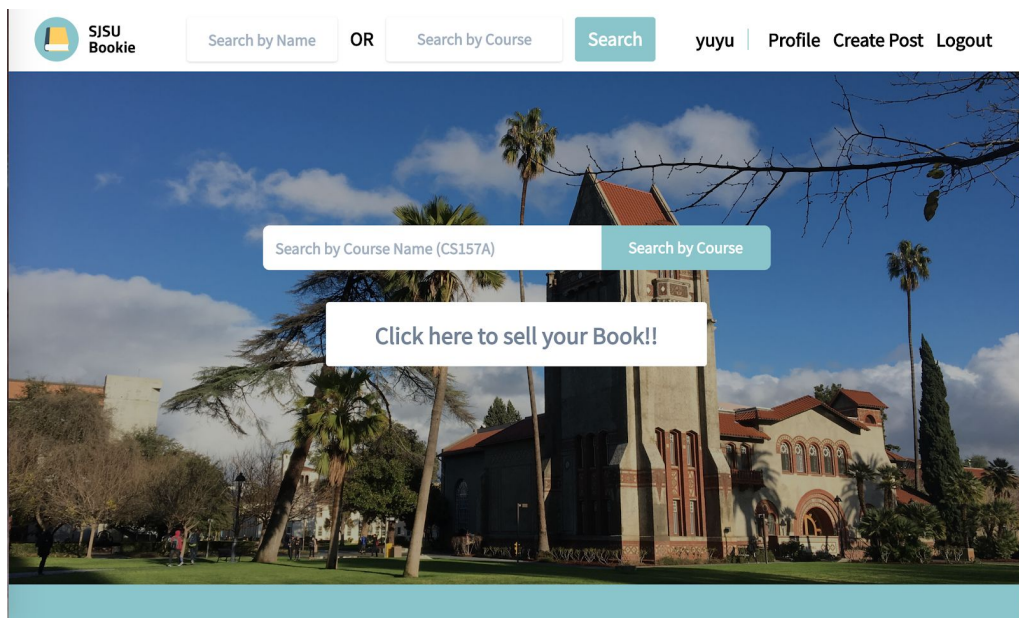 SJSU
Bookie
Search by Name
OR
Search by Course
Search
yuyu
Profile
Create Post
Logout
Search by Course Name (CS157A)
Search by Course
Click here to sell your Book!!